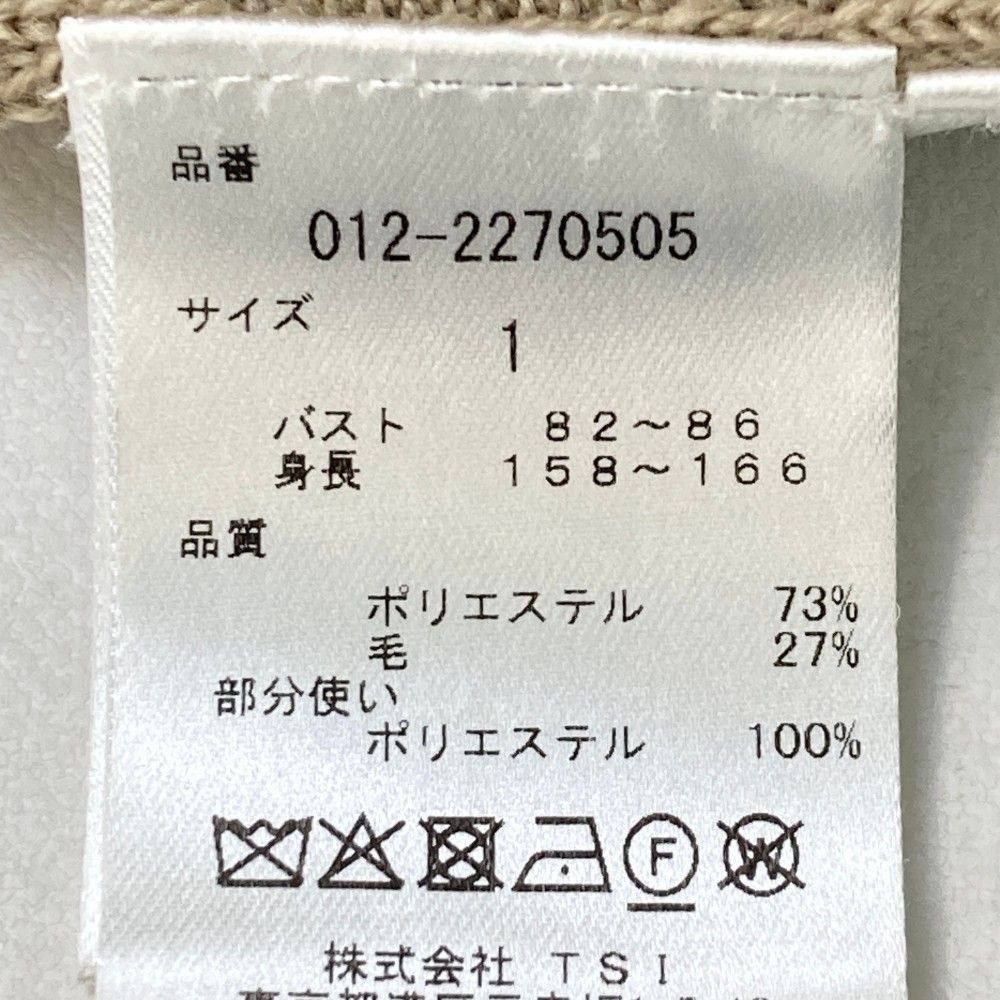 品番
012-2270505
サイズ
1
バスト 82～86
身長 158～166
品質
ポリエステル 73%
毛 27%
部分使い
ポリエステル 100%
F W
株式会社 TSI